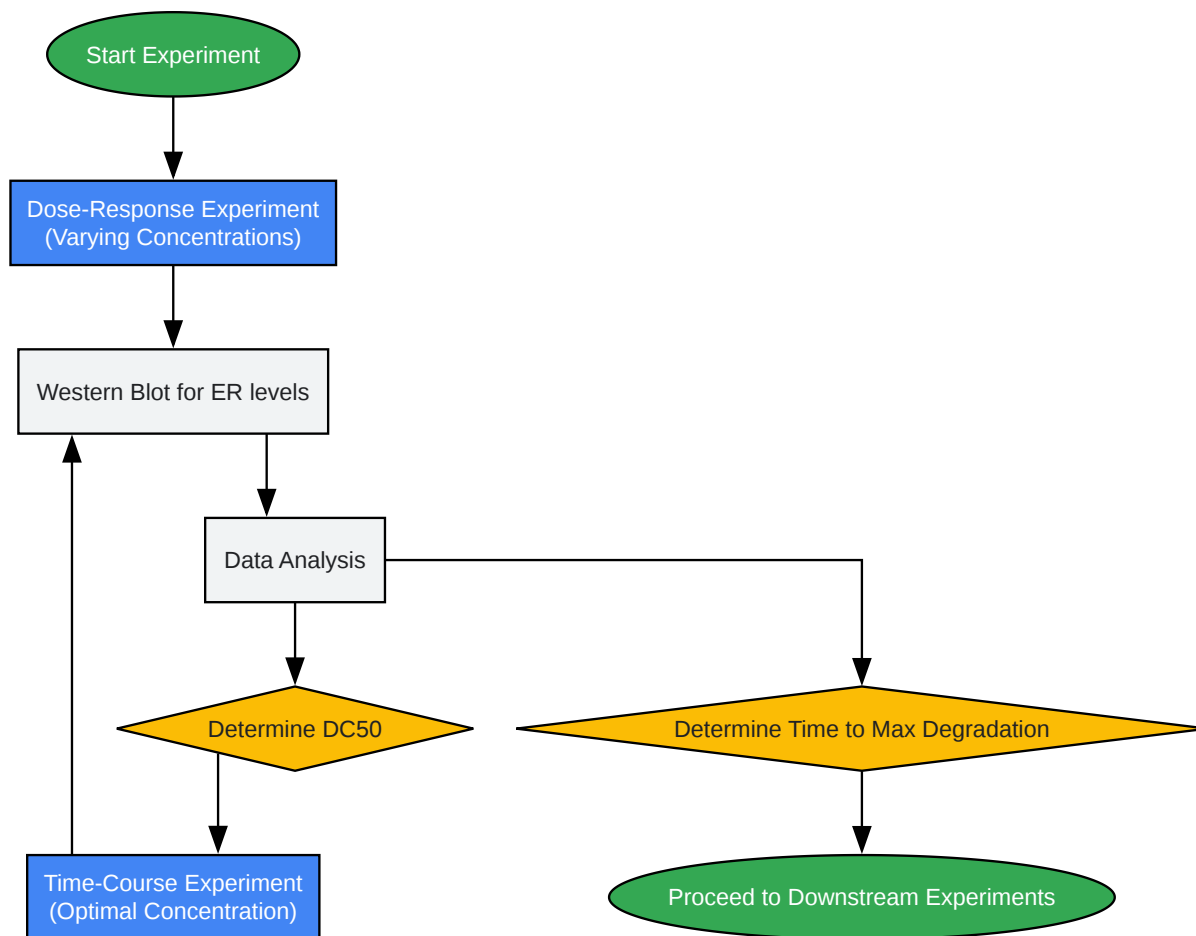 Start Experiment
Dose-Response Experiment
(Varying Concentrations)
Western Blot for ER levels
Data Analysis
Determine DC50
Determine Time to Max Degradation
Time-Course Experiment
(Optimal Concentration)
Proceed to Downstream Experiments